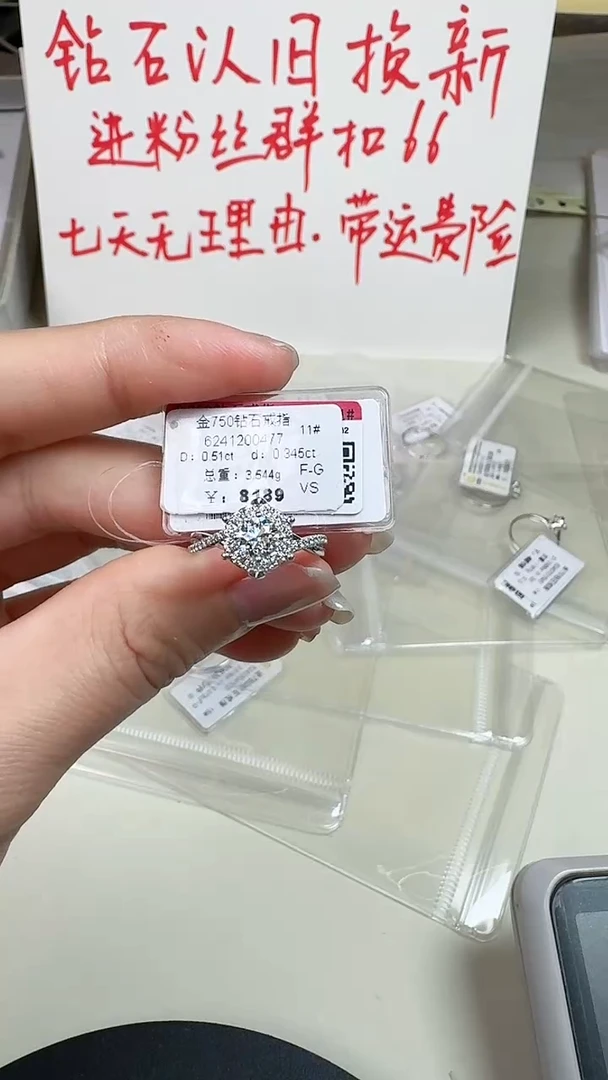 钻石认旧换新
进粉丝群扣66
七天无理由.带运费险
金750钻石戒指
11#
6241200477
D: 0.51ct d: 0.345ct
总重: 3.544g F-G
¥: 8189 VS